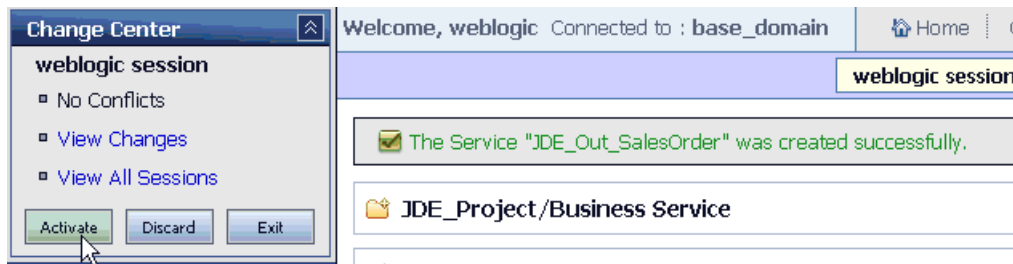 Change Center
weblogic session
No Conflicts
View Changes
View All Sessions
Activate Discard Exit
Welcome, weblogic Connected to : base_domain
Home
weblogic session
The Service "JDE_Out_SalesOrder" was created successfully.
JDE_Project/Business Service